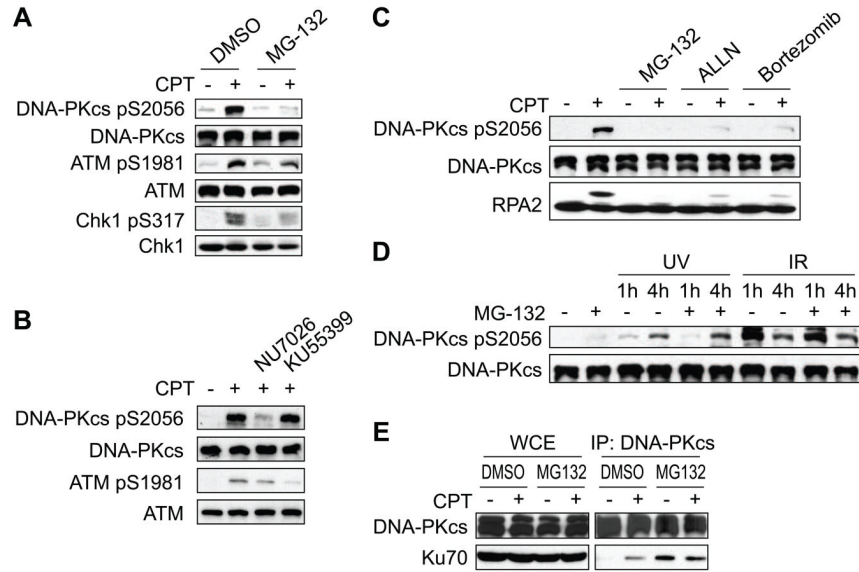 A
DMSO MG-132
CPT - + - +
DNA-PKcs pS2056
DNA-PKcs
ATM pS1981
ATM
Chk1 pS317
Chk1
B
NU7026
KU55399
CPT - + + +
DNA-PKcs pS2056
DNA-PKcs
ATM pS1981
ATM
C
MG-132 ALLN Bortezomib
CPT - + - + - + - +
DNA-PKcs pS2056
DNA-PKcs
RPA2
D
UV IR
1h 4h 1h 4h 1h 4h 1h 4h
MG-132 - + - - + + - - + +
DNA-PKcs pS2056
DNA-PKcs
E
WCE IP: DNA-PKcs
DMSO MG132 DMSO MG132
CPT - + - + - + - +
DNA-PKcs
Ku70